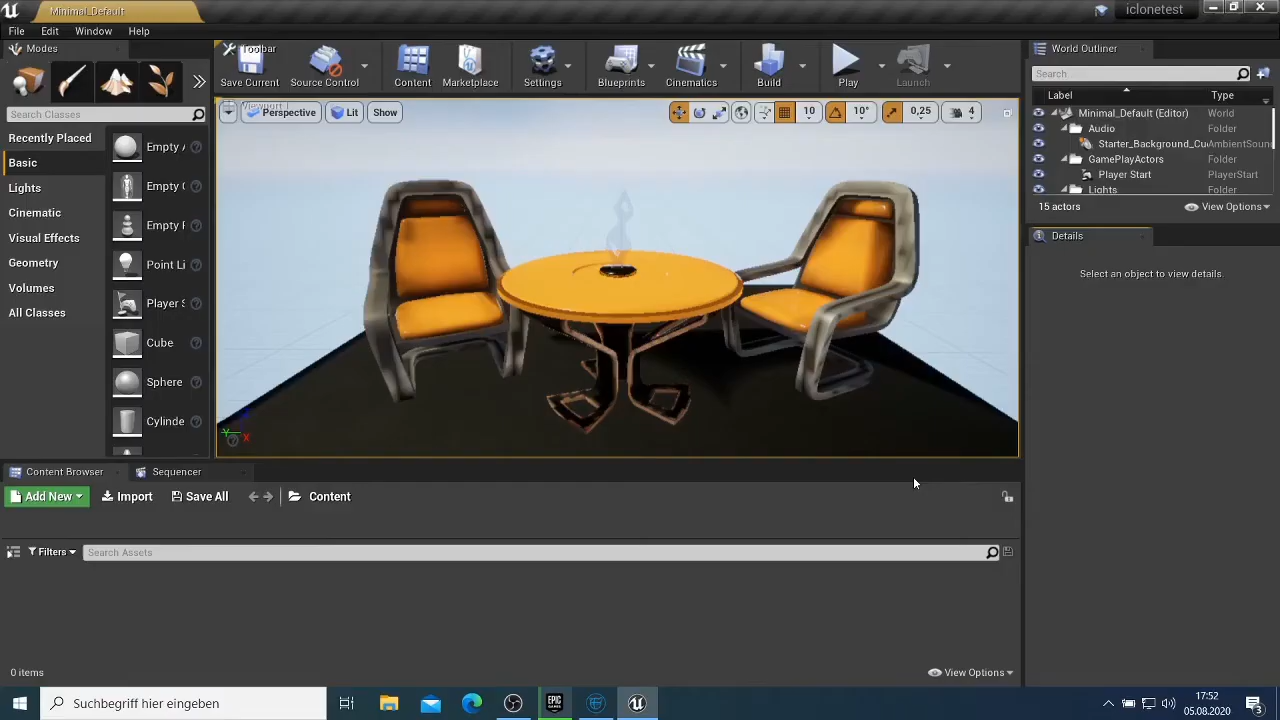 Minimal_Default
iclonetest
File Edit Window Help
Modes
Toolbar
World Outliner
Save Current
Source Control
Content
Marketplace
Settings
Blueprints
Cinematics
Build
Play
Launch
Search Classes
Search...
Label
Type
Viewport 1
Perspective
Lit
Show
10
10°
0,25
4
Recently Placed
Basic
Lights
Cinematic
Visual Effects
Geometry
Volumes
All Classes
Empty A
Empty C
Empty P
Point Li
Player S
Cube
Sphere
Cylinde
Minimal_Default (Editor) World
Audio Folder
Starter_Background_Cu AmbientSoun
GamePlayActors Folder
Player Start PlayerStart
Lights Folder
15 actors
View Options
Details
Select an object to view details.
Y X
Content Browser
Sequencer
Add New
Import
Save All
Content
Filters
Search Assets
0 items
View Options
Suchbegriff hier eingeben
EPIC
GAMES
17:52
05.08.2020
3